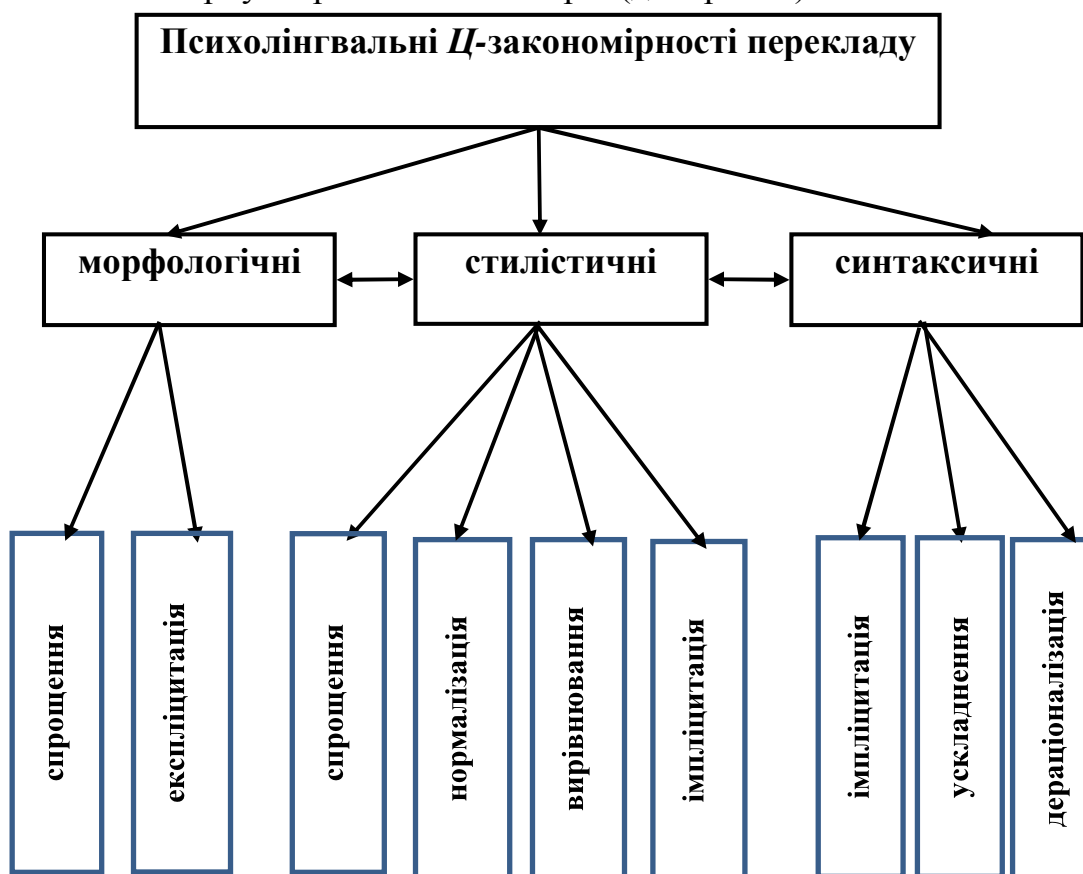 Психолінгвальні Ц-закономірності перекладу
морфологічні
стилістичні
синтаксичні
спрощення
експліцитація
спрощення
нормалізація
вирівнювання
імпліцитація
імпліцитація
ускладнення
дераціоналізація